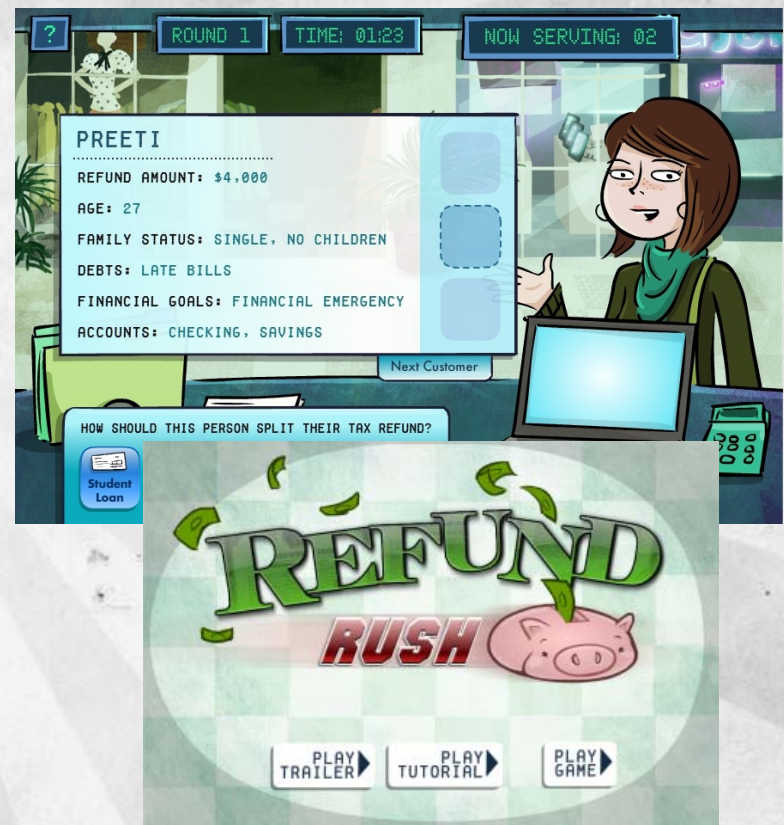 ?
ROUND 1
TIME: 01:23
NOW SERVING: 02
PREETI
REFUND AMOUNT: $4,000
AGE: 27
FAMILY STATUS: SINGLE, NO CHILDREN
DEBTS: LATE BILLS
FINANCIAL GOALS: FINANCIAL EMERGENCY
ACCOUNTS: CHECKING, SAVINGS
Next Customer
HOW SHOULD THIS PERSON SPLIT THEIR TAX REFUND?
Student
Loan
REFUND
RUSH
PLAY
TRAILER
PLAY
TUTORIAL
PLAY
GAME